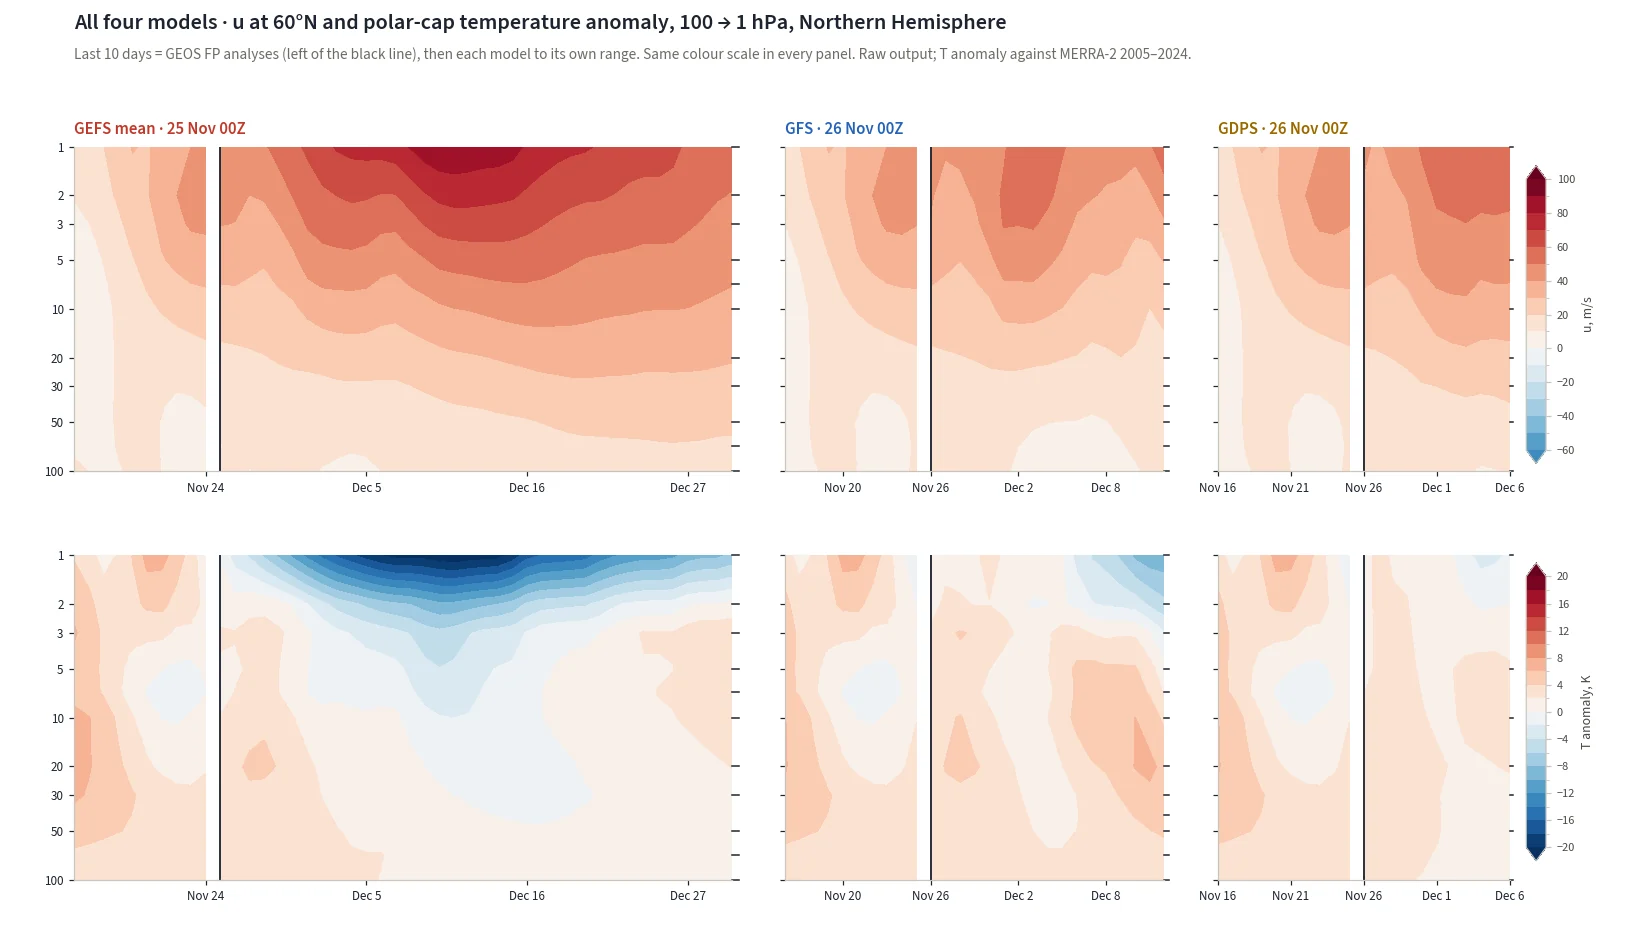 All four models · u at 60°N and polar-cap temperature anomaly, 100 → 1 hPa, Northern Hemisphere
Last 10 days = GEOS FP analyses (left of the black line), then each model to its own range. Same colour scale in every panel. Raw output; T anomaly against MERRA-2 2005–2024.
GEFS mean · 25 Nov 00Z
GFS · 26 Nov 00Z
GDPS · 26 Nov 00Z
1
2
3
5
10
20
30
50
100
Nov 24
Dec 5
Dec 16
Dec 27
Nov 20
Nov 26
Dec 2
Dec 8
Nov 16
Nov 21
Nov 26
Dec 1
Dec 6
100
80
60
40
20
0
−20
−40
−60
u, m/s
1
2
3
5
10
20
30
50
100
Nov 24
Dec 5
Dec 16
Dec 27
Nov 20
Nov 26
Dec 2
Dec 8
Nov 16
Nov 21
Nov 26
Dec 1
Dec 6
20
16
12
8
4
0
−4
−8
−12
−16
−20
T anomaly, K